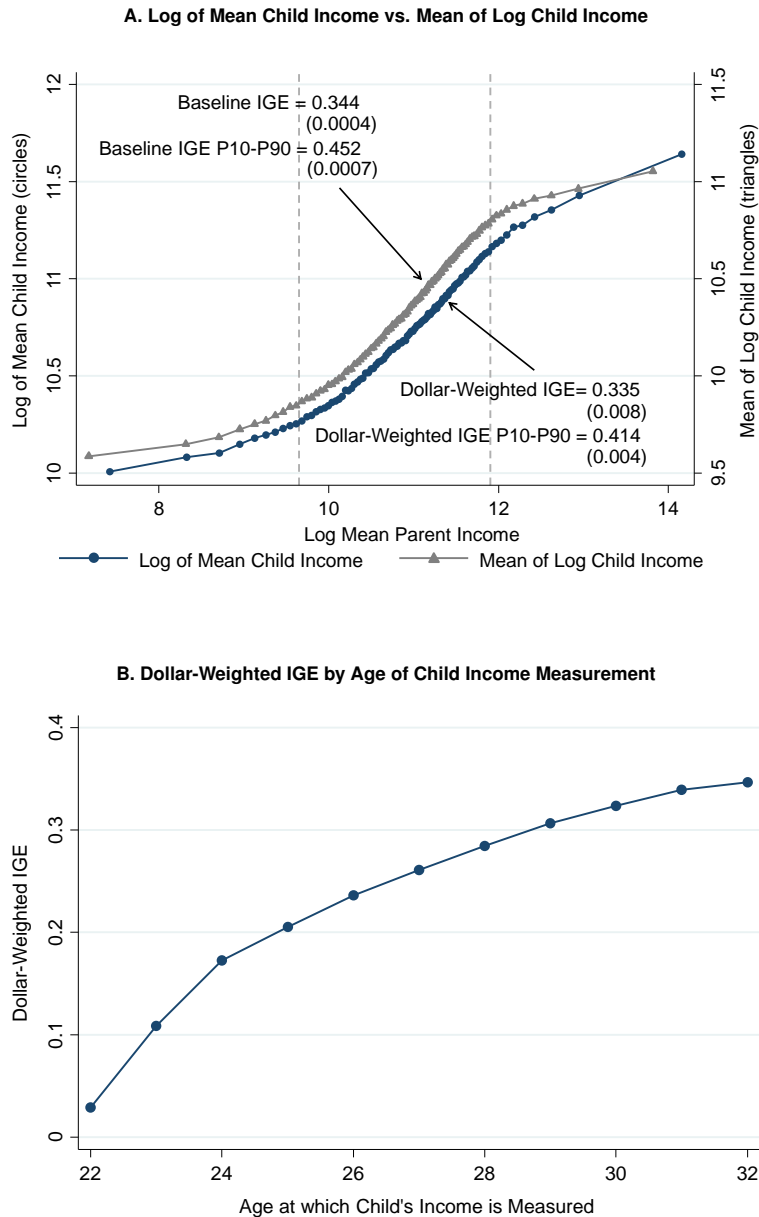 A. Log of Mean Child Income vs. Mean of Log Child Income
Log of Mean Child Income (circles)
12
11.5
11
10.5
10
Baseline IGE = 0.344
(0.0004)
Baseline IGE P10-P90 = 0.452
(0.0007)
Dollar-Weighted IGE= 0.335
(0.008)
Dollar-Weighted IGE P10-P90 = 0.414
(0.004)
11.5
11
10.5
10
9.5
Mean of Log Child Income (triangles)
8 10 12 14
Log Mean Parent Income
Log of Mean Child Income Mean of Log Child Income
B. Dollar-Weighted IGE by Age of Child Income Measurement
Dollar-Weighted IGE
0.4
0.3
0.2
0.1
0
22 24 26 28 30 32
Age at which Child's Income is Measured